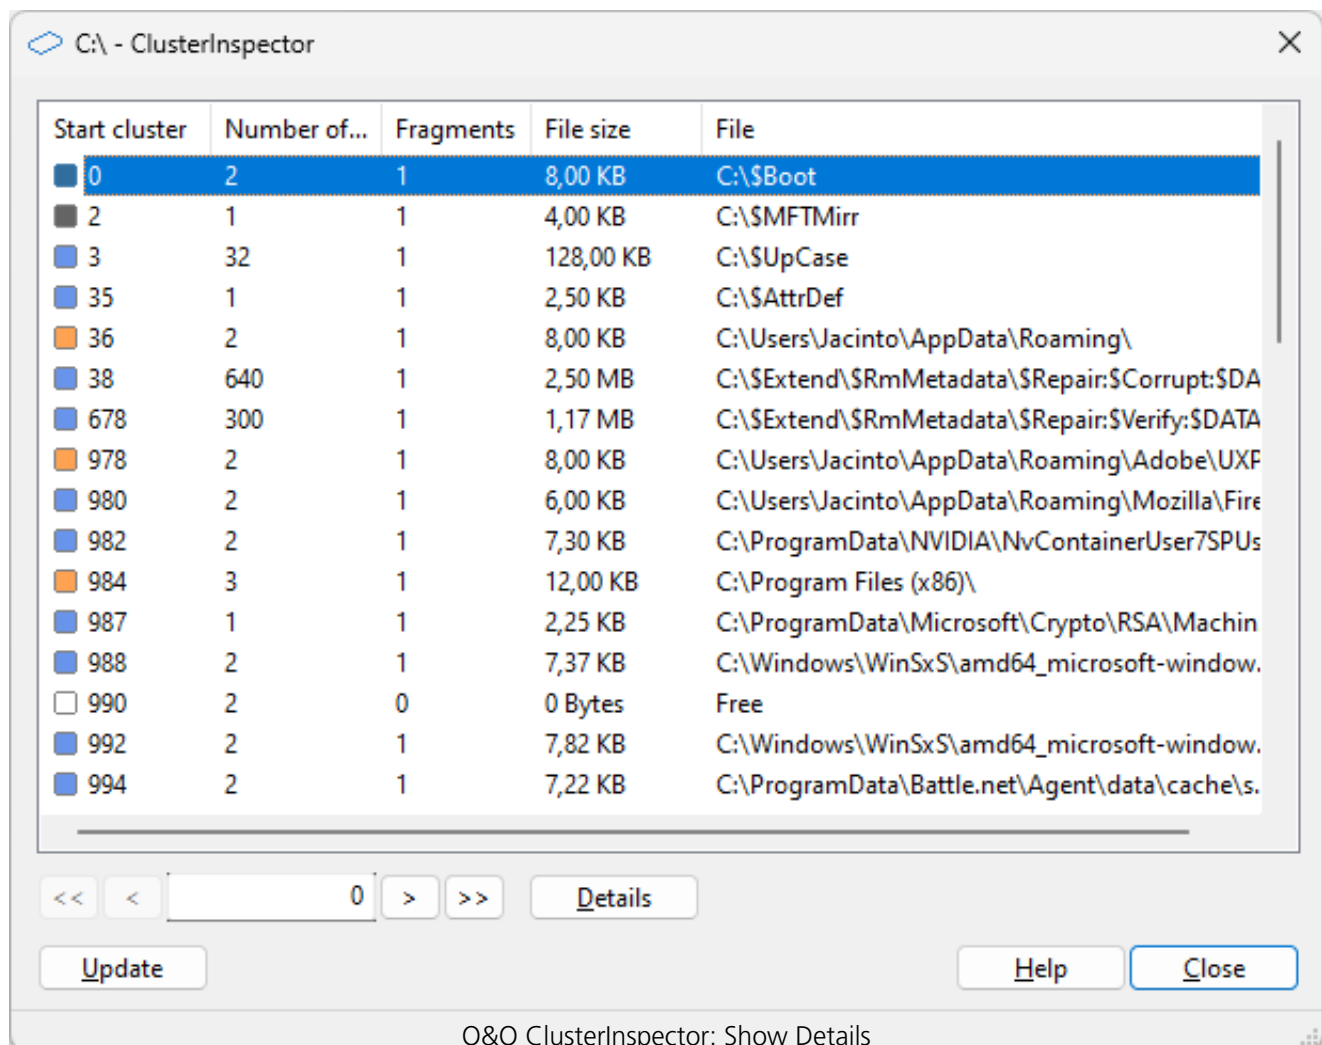 C:\ - ClusterInspector
Start cluster Number of... Fragments File size File
0 2 1 8,00 KB C:\$Boot
2 1 1 4,00 KB C:\$MFTMirr
3 32 1 128,00 KB C:\$UpCase
35 1 1 2,50 KB C:\$AttrDef
36 2 1 8,00 KB C:\Users\Jacinto\AppData\Roaming\
38 640 1 2,50 MB C:\$Extend\$RmMetadata\$Repair:$Corrupt:$DA
678 300 1 1,17 MB C:\$Extend\$RmMetadata\$Repair:$Verify:$DATA
978 2 1 8,00 KB C:\Users\Jacinto\AppData\Roaming\Adobe\UXP
980 2 1 6,00 KB C:\Users\Jacinto\AppData\Roaming\Mozilla\Fire
982 2 1 7,30 KB C:\ProgramData\NVIDIA\NvContainerUser7SPUs
984 3 1 12,00 KB C:\Program Files (x86)\
987 1 1 2,25 KB C:\ProgramData\Microsoft\Crypto\RSA\Machin
988 2 1 7,37 KB C:\Windows\WinSxS\amd64_microsoft-window.
990 2 0 0 Bytes Free
992 2 1 7,82 KB C:\Windows\WinSxS\amd64_microsoft-window.
994 2 1 7,22 KB C:\ProgramData\Battle.net\Agent\data\cache\s.
<< < 0 > >> Details
Update Help Close
O&O ClusterInspector: Show Details